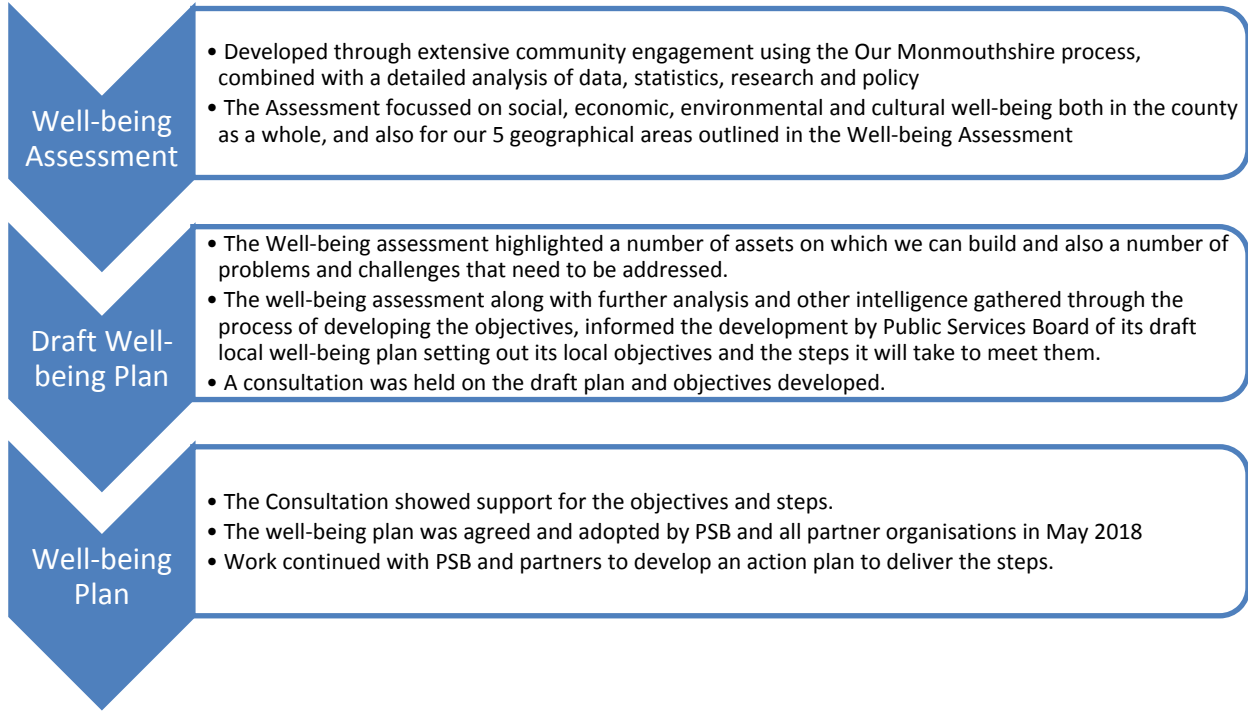 Well-being
Assessment
• Developed through extensive community engagement using the Our Monmouthshire process,
combined with a detailed analysis of data, statistics, research and policy
• The Assessment focussed on social, economic, environmental and cultural well-being both in the county
as a whole, and also for our 5 geographical areas outlined in the Well-being Assessment
Draft Well-
being Plan
• The Well-being assessment highlighted a number of assets on which we can build and also a number of
problems and challenges that need to be addressed.
• The well-being assessment along with further analysis and other intelligence gathered through the
process of developing the objectives, informed the development by Public Services Board of its draft
local well-being plan setting out its local objectives and the steps it will take to meet them.
• A consultation was held on the draft plan and objectives developed.
Well-being
Plan
• The Consultation showed support for the objectives and steps.
• The well-being plan was agreed and adopted by PSB and all partner organisations in May 2018
• Work continued with PSB and partners to develop an action plan to deliver the steps.